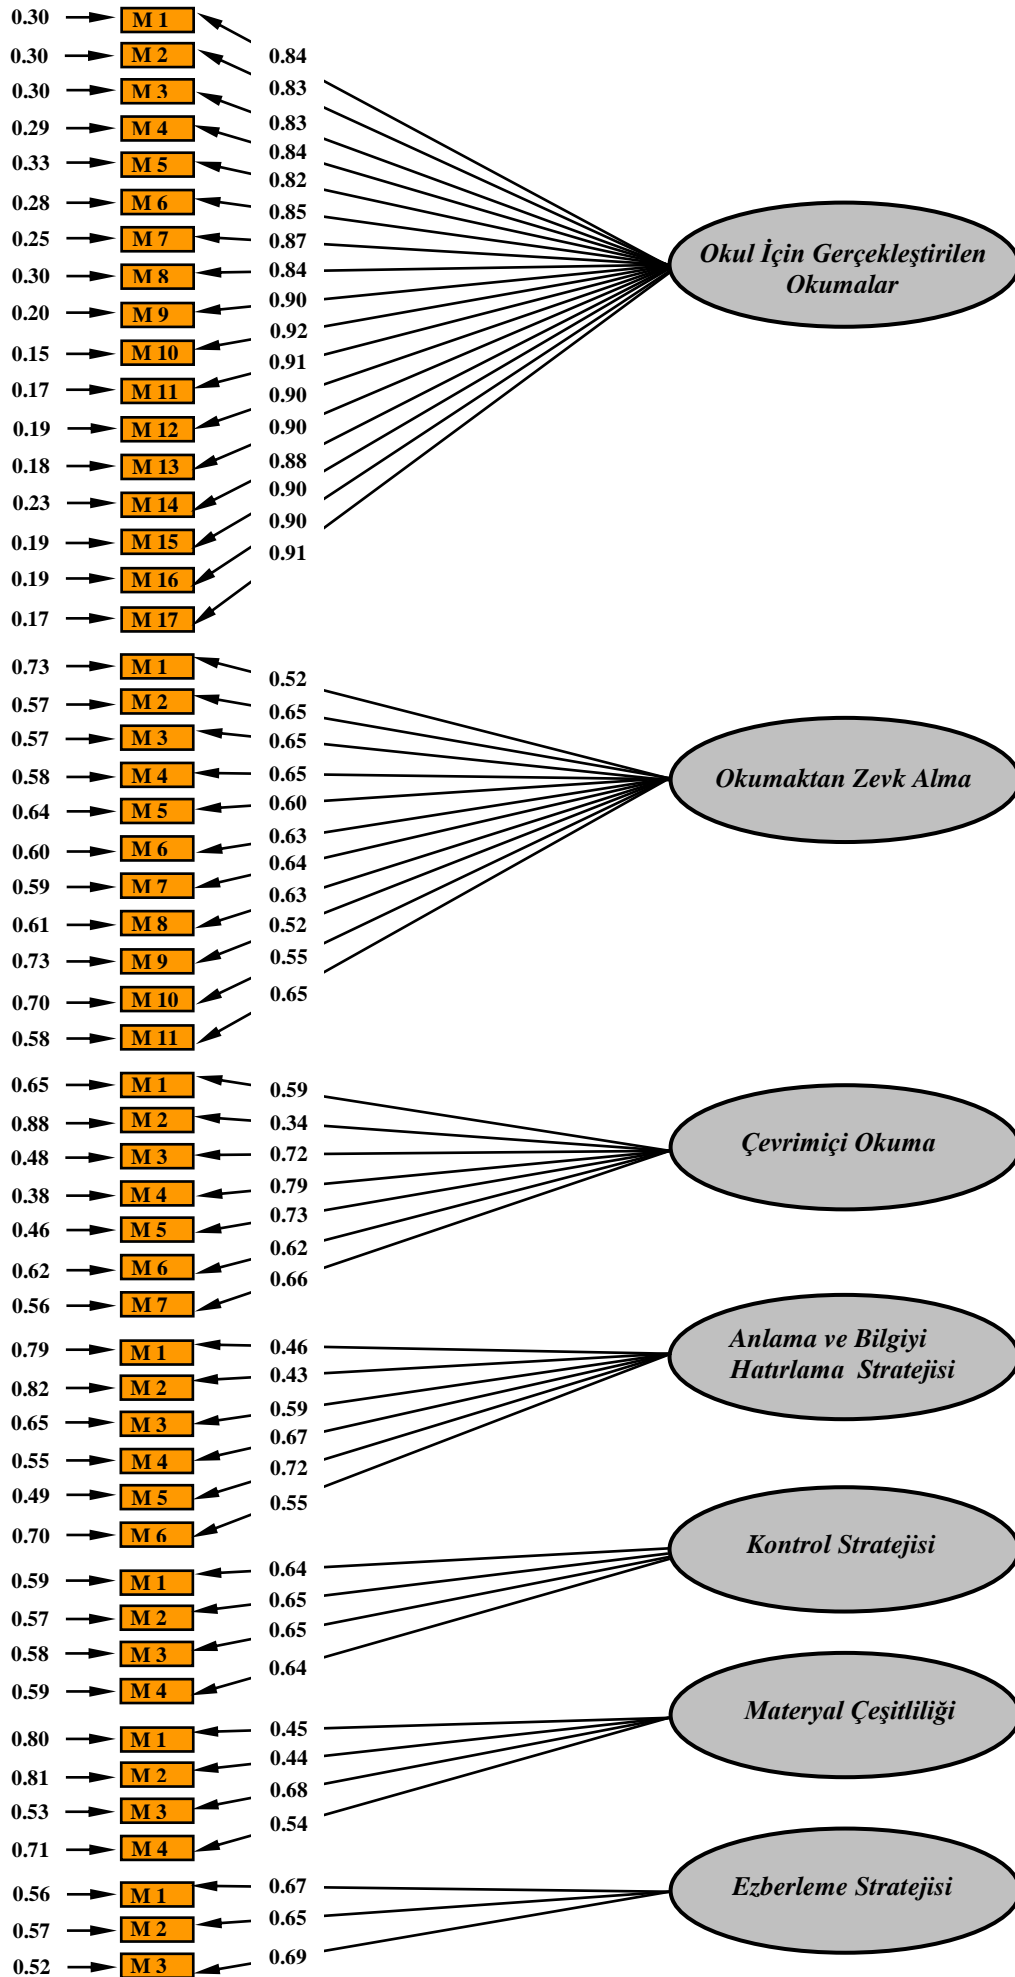 0.30 M 1 0.84
0.30 M 2 0.83
0.30 M 3 0.83
0.29 M 4 0.84
0.33 M 5 0.82
0.28 M 6 0.85
0.25 M 7 0.87
0.30 M 8 0.84
0.20 M 9 0.90
0.15 M 10 0.92
0.17 M 11 0.91
0.19 M 12 0.90
0.18 M 13 0.90
0.23 M 14 0.88
0.19 M 15 0.90
0.19 M 16 0.90
0.17 M 17 0.91
Okul İçin Gerçekleştirilen
Okumalar
0.73 M 1 0.52
0.57 M 2 0.65
0.57 M 3 0.65
0.58 M 4 0.65
0.64 M 5 0.60
0.60 M 6 0.63
0.59 M 7 0.64
0.61 M 8 0.63
0.73 M 9 0.52
0.70 M 10 0.55
0.58 M 11 0.65
Okumaktan Zevk Alma
0.65 M 1 0.59
0.88 M 2 0.34
0.48 M 3 0.72
0.38 M 4 0.79
0.46 M 5 0.73
0.62 M 6 0.62
0.56 M 7 0.66
Çevrimiçi Okuma
0.79 M 1 0.46
0.82 M 2 0.43
0.65 M 3 0.59
0.55 M 4 0.67
0.49 M 5 0.72
0.70 M 6 0.55
Anlama ve Bilgiyi
Hatırlama Stratejisi
0.59 M 1 0.64
0.57 M 2 0.65
0.58 M 3 0.65
0.59 M 4 0.64
Kontrol Stratejisi
0.80 M 1 0.45
0.81 M 2 0.44
0.53 M 3 0.68
0.71 M 4 0.54
Materyal Çeşitliliği
0.56 M 1 0.67
0.57 M 2 0.65
0.52 M 3 0.69
Ezberleme Stratejisi